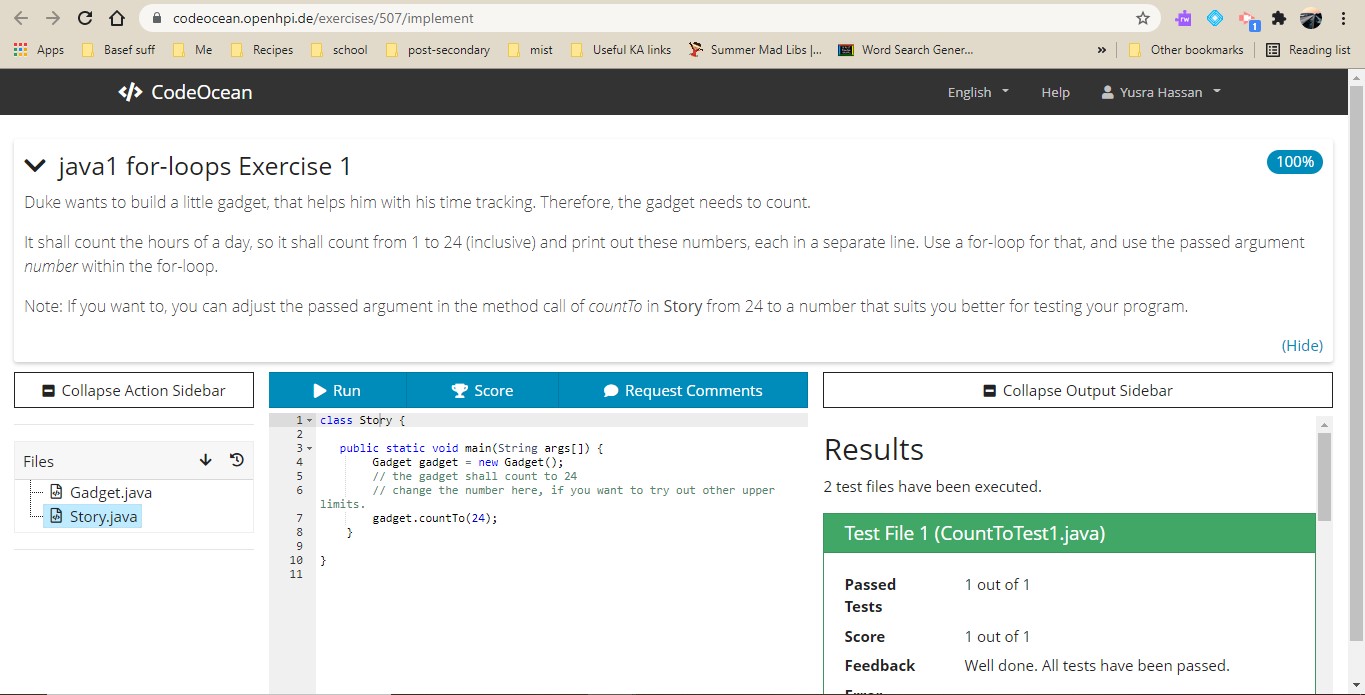 codeocean.openhpi.de/exercises/507/implement
1
Apps Basef suff Me Recipes school post-secondary mist Useful KA links Summer Mad Libs |... Word Search Gener... » Other bookmarks Reading list
</> CodeOcean English Help Yusra Hassan
java1 for-loops Exercise 1 100%
Duke wants to build a little gadget, that helps him with his time tracking. Therefore, the gadget needs to count.
It shall count the hours of a day, so it shall count from 1 to 24 (inclusive) and print out these numbers, each in a separate line. Use a for-loop for that, and use the passed argument
number within the for-loop.
Note: If you want to, you can adjust the passed argument in the method call of countTo in Story from 24 to a number that suits you better for testing your program.
(Hide)
Collapse Action Sidebar Run Score Request Comments Collapse Output Sidebar
Files
Gadget.java
Story.java
1 class Story {
2
3 public static void main(String args[]) {
4 Gadget gadget = new Gadget();
5 // the gadget shall count to 24
6 // change the number here, if you want to try out other upper
limits.
7 gadget.countTo(24);
8 }
9
10 }
11
Results
2 test files have been executed.
Test File 1 (CountToTest1.java)
Passed 1 out of 1
Tests
Score 1 out of 1
Feedback Well done. All tests have been passed.